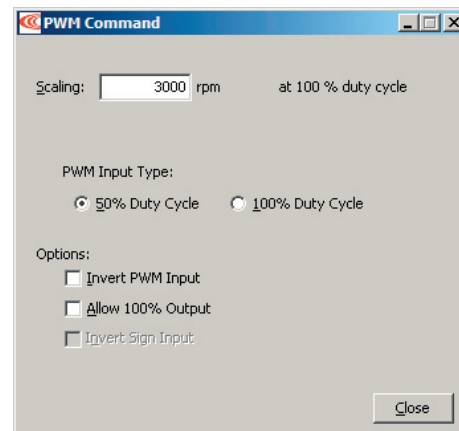 PWM Command
Scaling: 3000 rpm at 100 % duty cycle
PWM Input Type:
50% Duty Cycle 100% Duty Cycle
Options:
Invert PWM Input
Allow 100% Output
Invert Sign Input
Close